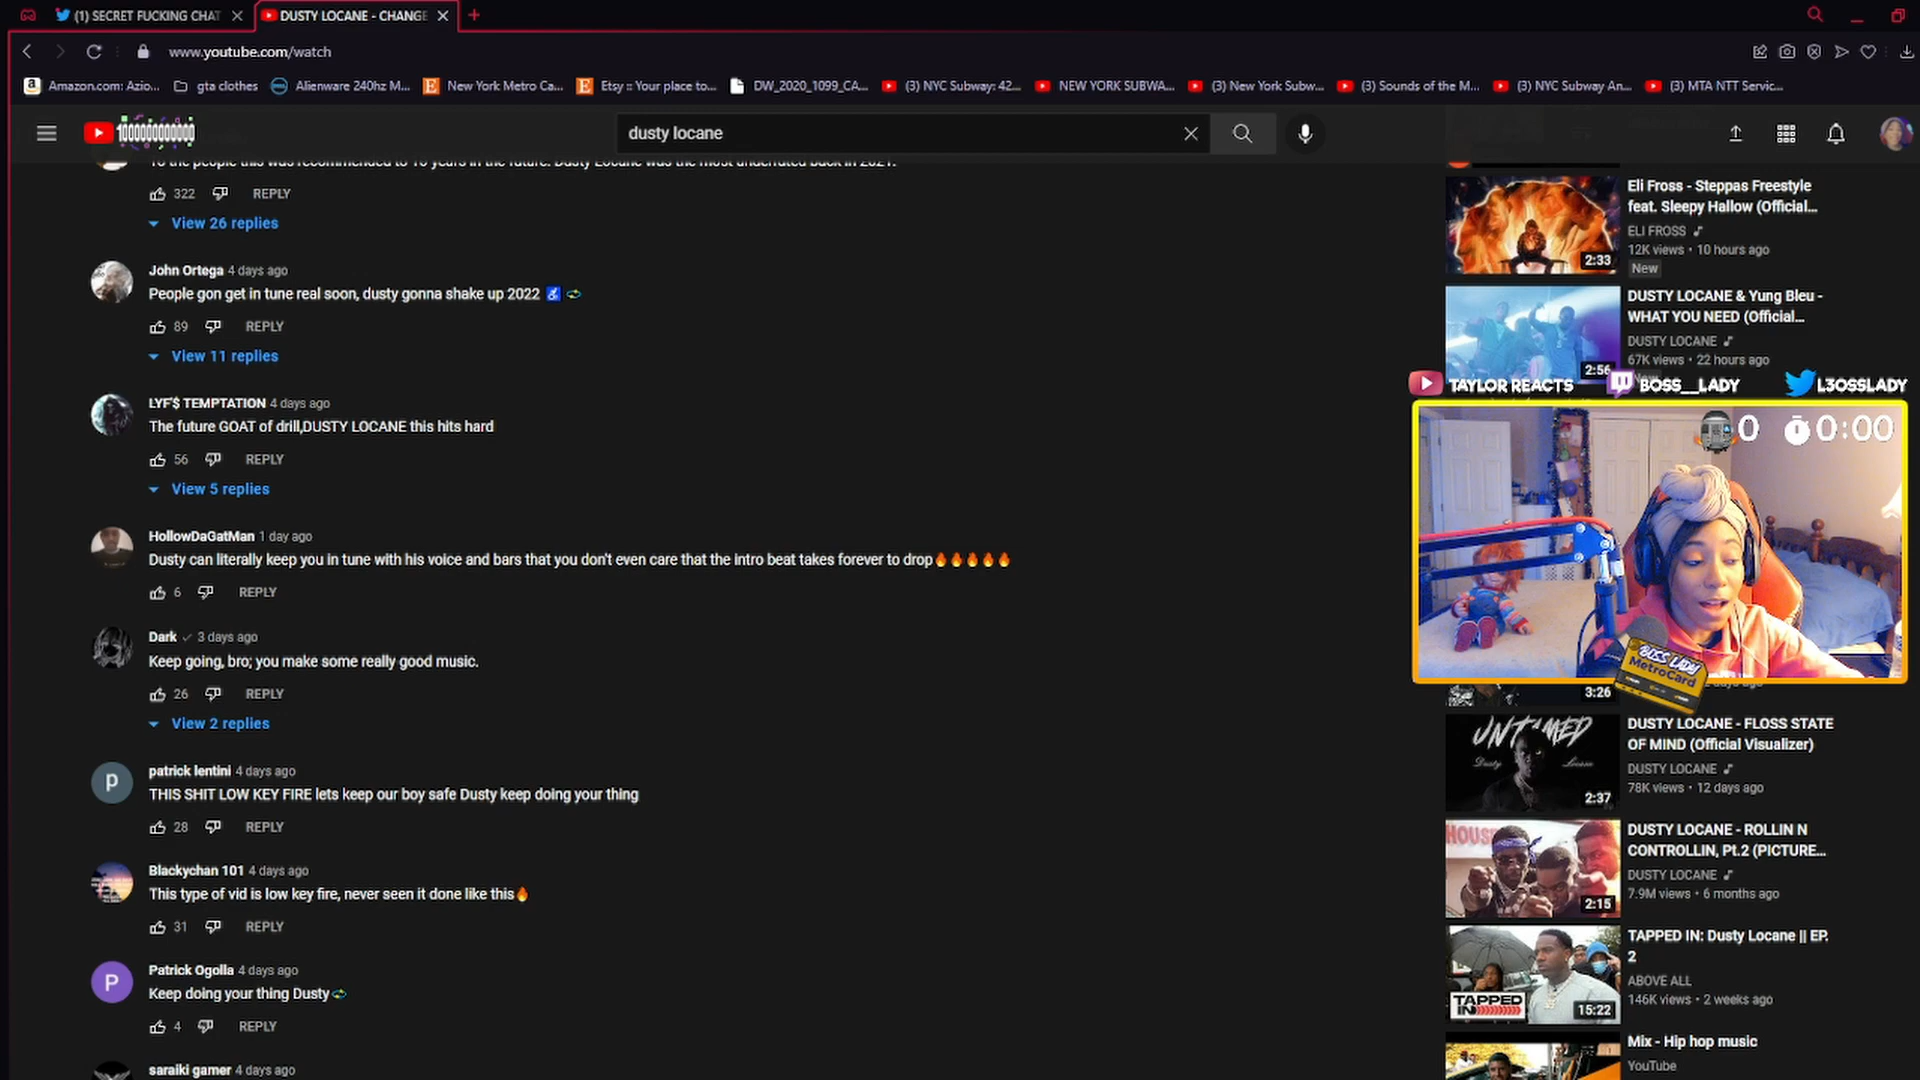 (1) SECRET FUCKING CHAT
DUSTY LOCANE - CHANGE
www.youtube.com/watch
Amazon.com: Azio...
gta clothes
Alienware 240hz M...
New York Metro Ca...
Etsy :: Your place to...
DW_2020_1099_CA...
(3) NYC Subway: 42...
NEW YORK SUBWA...
(3) New York Subw...
(3) Sounds of the M...
(3) NYC Subway An...
(3) MTA NTT Servic...
dusty locane
To the people this was recommended to 10 years in the future. Dusty Locane was the most underrated back in 2021.
322 REPLY
View 26 replies
John Ortega 4 days ago
People gon get in tune real soon, dusty gonna shake up 2022
89 REPLY
View 11 replies
LYF'$ TEMPTATION 4 days ago
The future GOAT of drill,DUSTY LOCANE this hits hard
56 REPLY
View 5 replies
HollowDaGatMan 1 day ago
Dusty can literally keep you in tune with his voice and bars that you don't even care that the intro beat takes forever to drop🔥🔥🔥🔥🔥
6 REPLY
Dark 3 days ago
Keep going, bro; you make some really good music.
26 REPLY
View 2 replies
P
patrick lentini 4 days ago
THIS SHIT LOW KEY FIRE lets keep our boy safe Dusty keep doing your thing
28 REPLY
Blackychan 101 4 days ago
This type of vid is low key fire, never seen it done like this🔥
31 REPLY
P
Patrick Ogolla 4 days ago
Keep doing your thing Dusty
4 REPLY
saraiki gamer 4 days ago
2:33
Eli Fross - Steppas Freestyle
feat. Sleepy Hallow (Official...
ELI FROSS
12K views • 10 hours ago
New
2:56
DUSTY LOCANE & Yung Bleu -
WHAT YOU NEED (Official...
DUSTY LOCANE
67K views • 22 hours ago
TAYLOR REACTS
BOSS__LADY
L3OSSLADY
0
0:00
BOSS LADY
MetroCard
3:26
UNTAMED
Dusty Locane
2:37
DUSTY LOCANE - FLOSS STATE
OF MIND (Official Visualizer)
DUSTY LOCANE
78K views • 12 days ago
HOUSE
2:15
DUSTY LOCANE - ROLLIN N
CONTROLLIN, Pt.2 (PICTURE...
DUSTY LOCANE
7.9M views • 6 months ago
TAPPED
IN
15:22
TAPPED IN: Dusty Locane || EP.
2
ABOVE ALL
146K views • 2 weeks ago
Mix - Hip hop music
YouTube